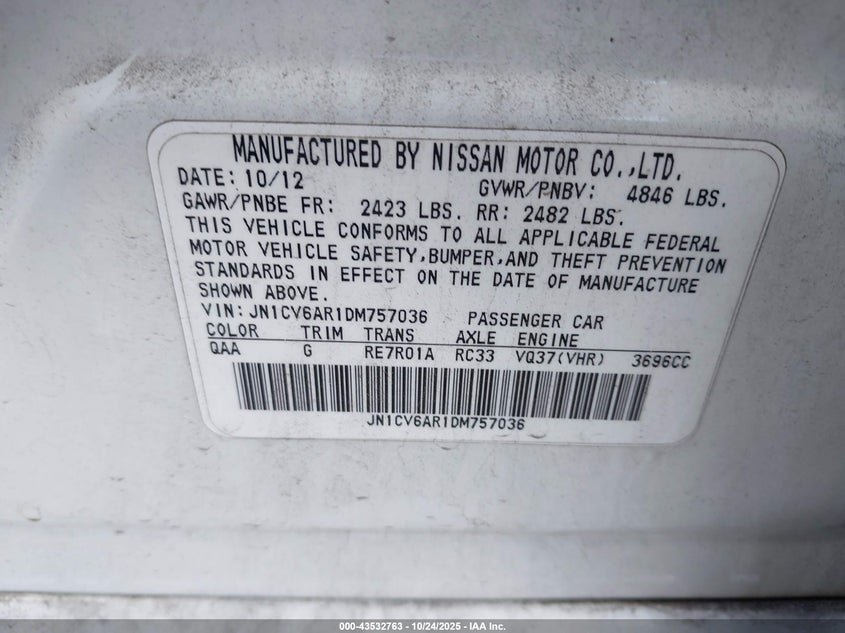 MANUFACTURED BY NISSAN MOTOR CO.,LTD.
DATE: 10/12 GVWR/PNBV: 4846 LBS.
GAWR/PNBE FR: 2423 LBS. RR: 2482 LBS.
THIS VEHICLE CONFORMS TO ALL APPLICABLE FEDERAL
MOTOR VEHICLE SAFETY,BUMPER,AND THEFT PREVENTION
STANDARDS IN EFFECT ON THE DATE OF MANUFACTURE
SHOWN ABOVE.
VIN: JN1CV6AR1DM757036 PASSENGER CAR
COLOR TRIM TRANS AXLE ENGINE
QAA G RE7R01A RC33 VQ37(VHR) 3696CC
JN1CV6AR1DM757036
000-43532763 - 10/24/2025 - IAA Inc.